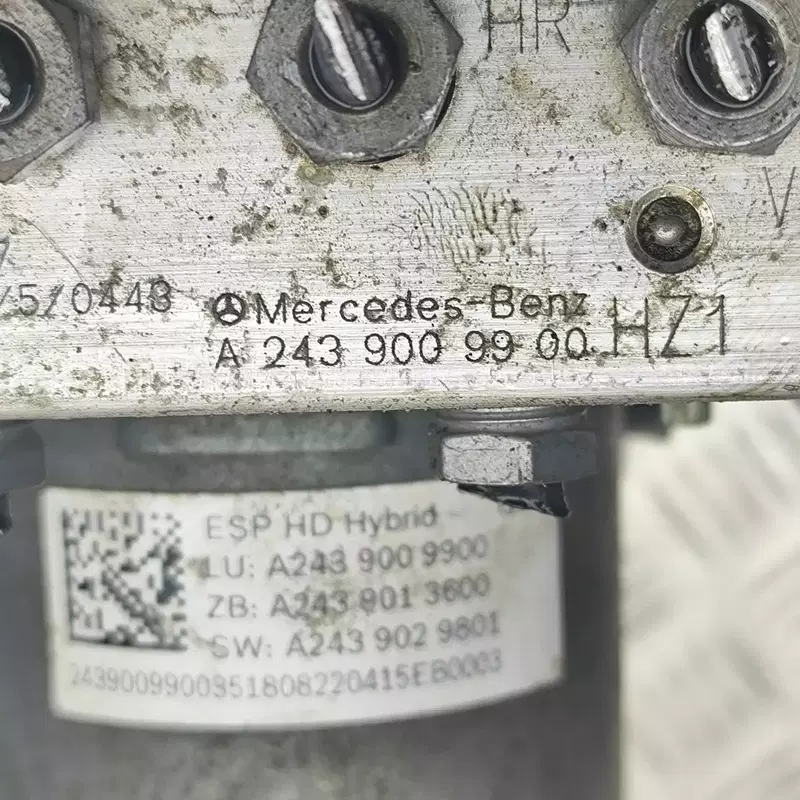 HR
V
/5/0443
Mercedes-Benz
A 243 900 99 00
HZ1
ESP HD Hybrid
LU: A243 900 9900
ZB: A243 901 3600
SW: A243 902 9801